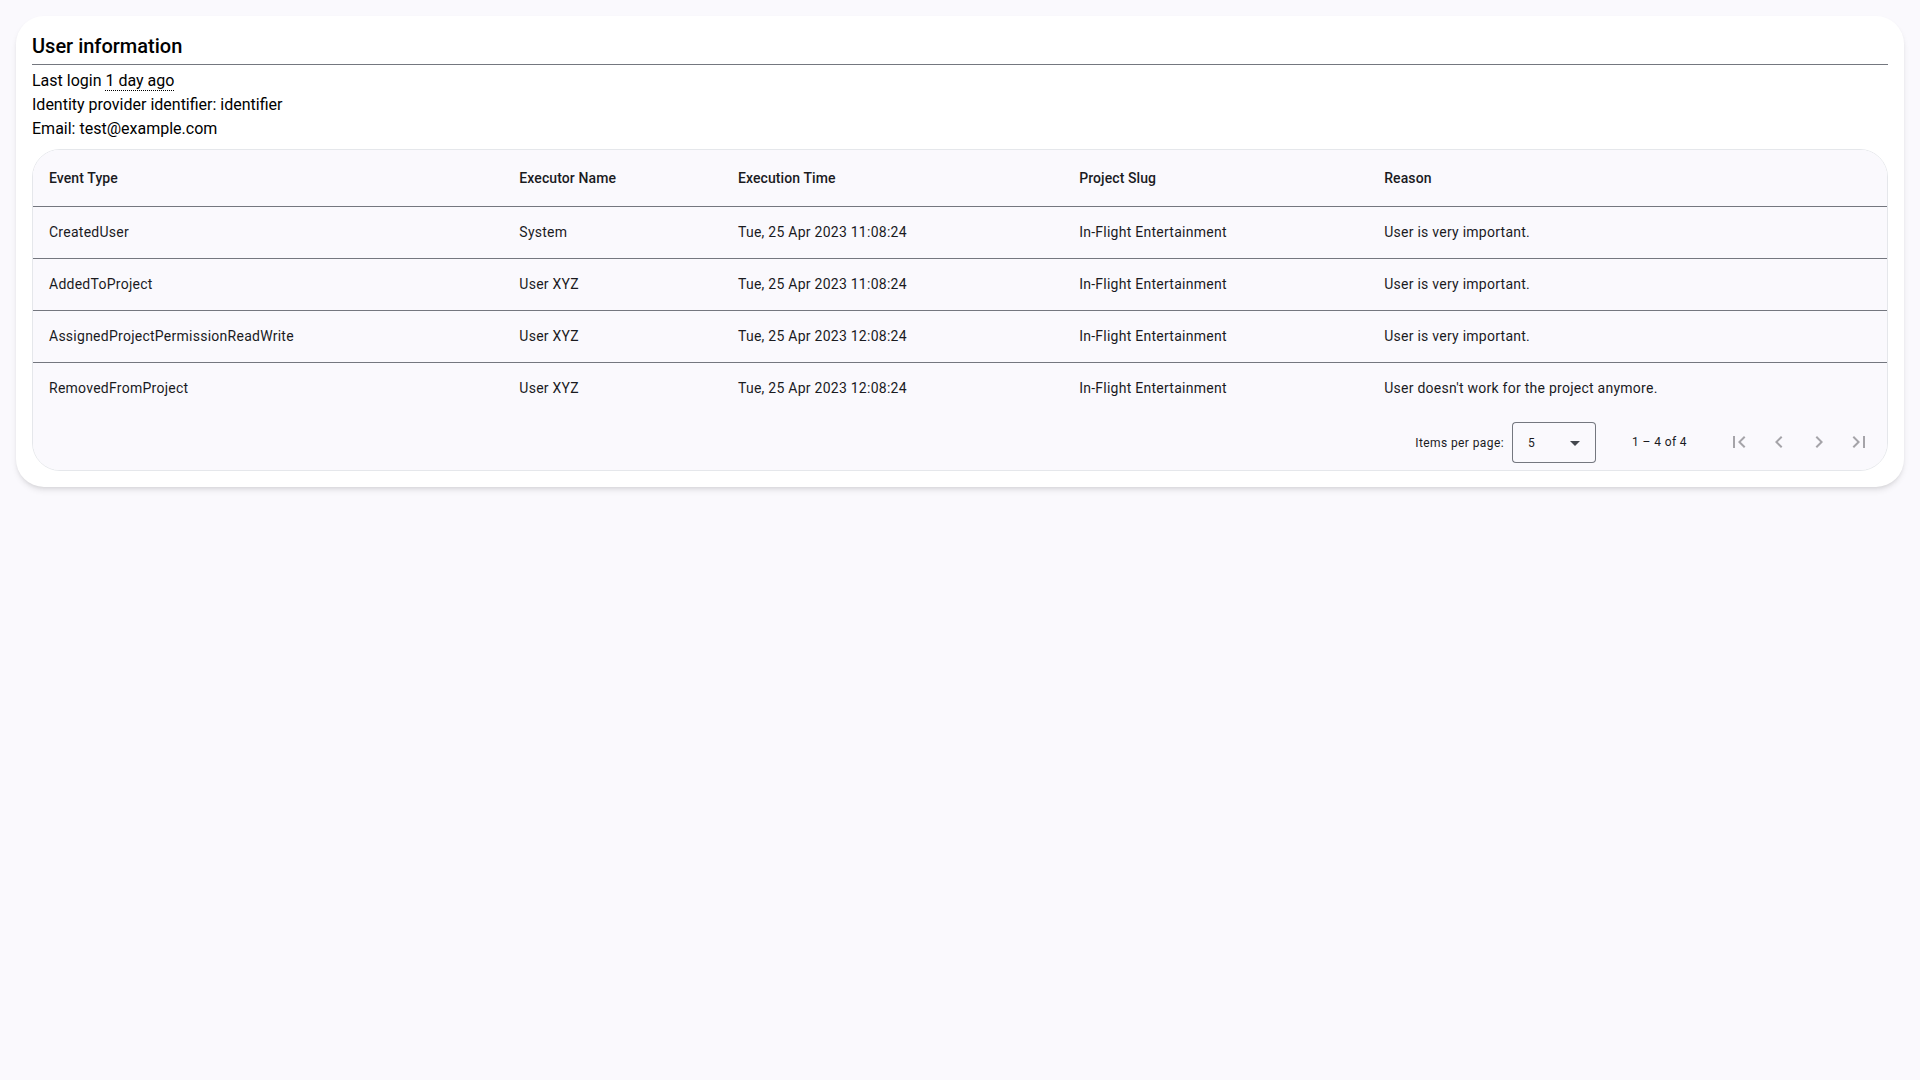 User information
Last login 1 day ago
Identity provider identifier: identifier
Email: test@example.com
Event Type Executor Name Execution Time Project Slug Reason
CreatedUser System Tue, 25 Apr 2023 11:08:24 In-Flight Entertainment User is very important.
AddedToProject User XYZ Tue, 25 Apr 2023 11:08:24 In-Flight Entertainment User is very important.
AssignedProjectPermissionReadWrite User XYZ Tue, 25 Apr 2023 12:08:24 In-Flight Entertainment User is very important.
RemovedFromProject User XYZ Tue, 25 Apr 2023 12:08:24 In-Flight Entertainment User doesn't work for the project anymore.
Items per page: 5 1 – 4 of 4